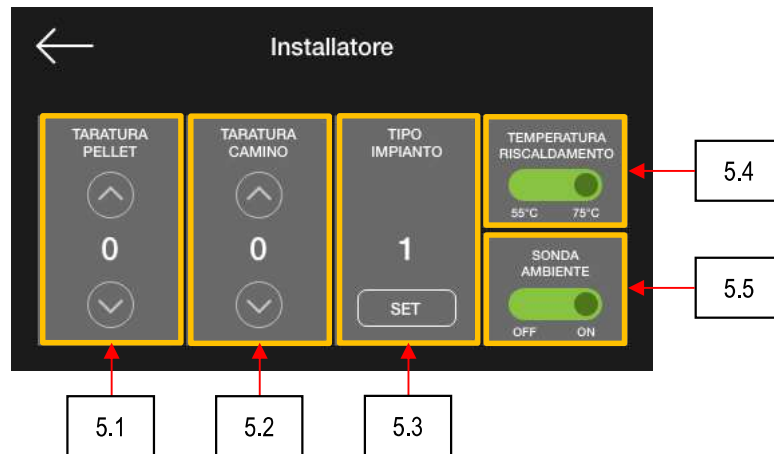 Installatore
TARATURA
PELLET
0
TARATURA
CAMINO
0
TIPO
IMPIANTO
1
SET
TEMPERATURA
RISCALDAMENTO
55°C 75°C
SONDA
AMBIENTE
OFF ON
5.4
5.5
5.1 5.2 5.3